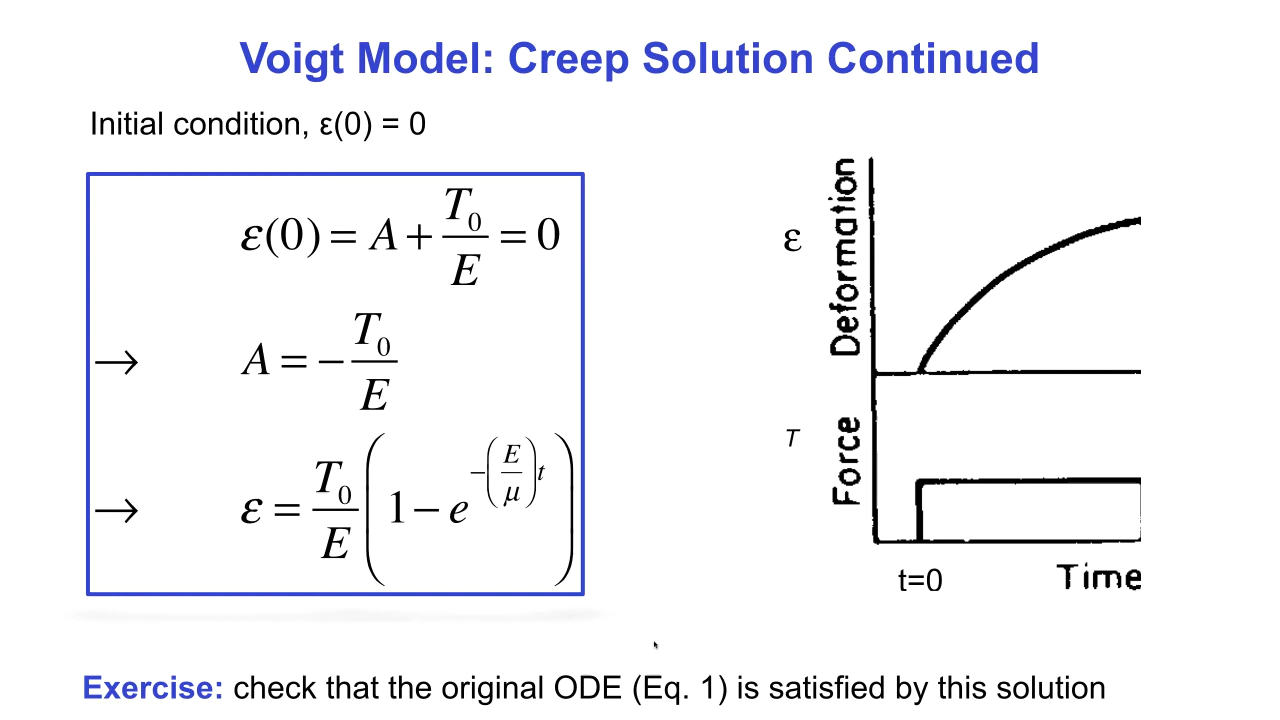 Voigt Model: Creep Solution Continued
Initial condition, ε(0) = 0
ε(0) = A + T₀/E = 0
→ A = −T₀/E
→ ε = T₀/E (1 − e^(−(E/μ)t))
ε
Deformation
T
Force
t=0
Time
Exercise: check that the original ODE (Eq. 1) is satisfied by this solution